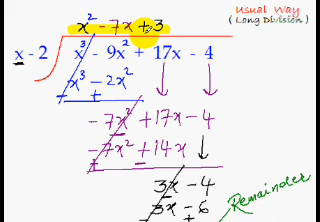 Usual Way
(Long Division)
x² - 7x + 3
x - 2
x³ - 9x² + 17x - 4
x³ - 2x²
- +
- 7x² + 17x - 4
- 7x² + 14x
+ -
3x - 4
3x - 6
- +
Remainder